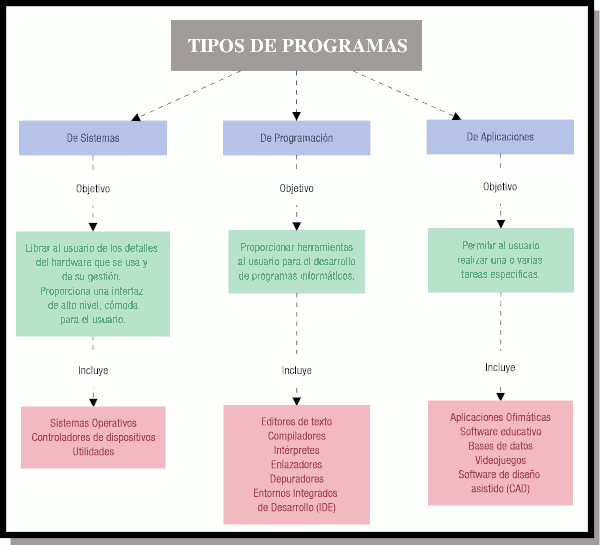 TIPOS DE PROGRAMAS
De Sistemas
De Programación
De Aplicaciones
Objetivo
Objetivo
Objetivo
Librar al usuario de los detalles
del hardware que se usa y
de su gestión.
Proporciona una interfaz
de alto nivel, cómoda
para el usuario.
Proporcionar herramientas
al usuario para el desarrollo
de programas informáticos.
Permitir al usuario
realizar una o varias
tareas específicas.
Incluye
Incluye
Incluye
Sistemas Operativos
Controladores de dispositivos
Utilidades
Editores de texto
Compiladores
Intérpretes
Enlazadores
Depuradores
Entornos Integrados
de Desarrollo (IDE)
Aplicaciones Ofimáticas
Software educativo
Bases de datos
Videojuegos
Software de diseño
asistido (CAD)